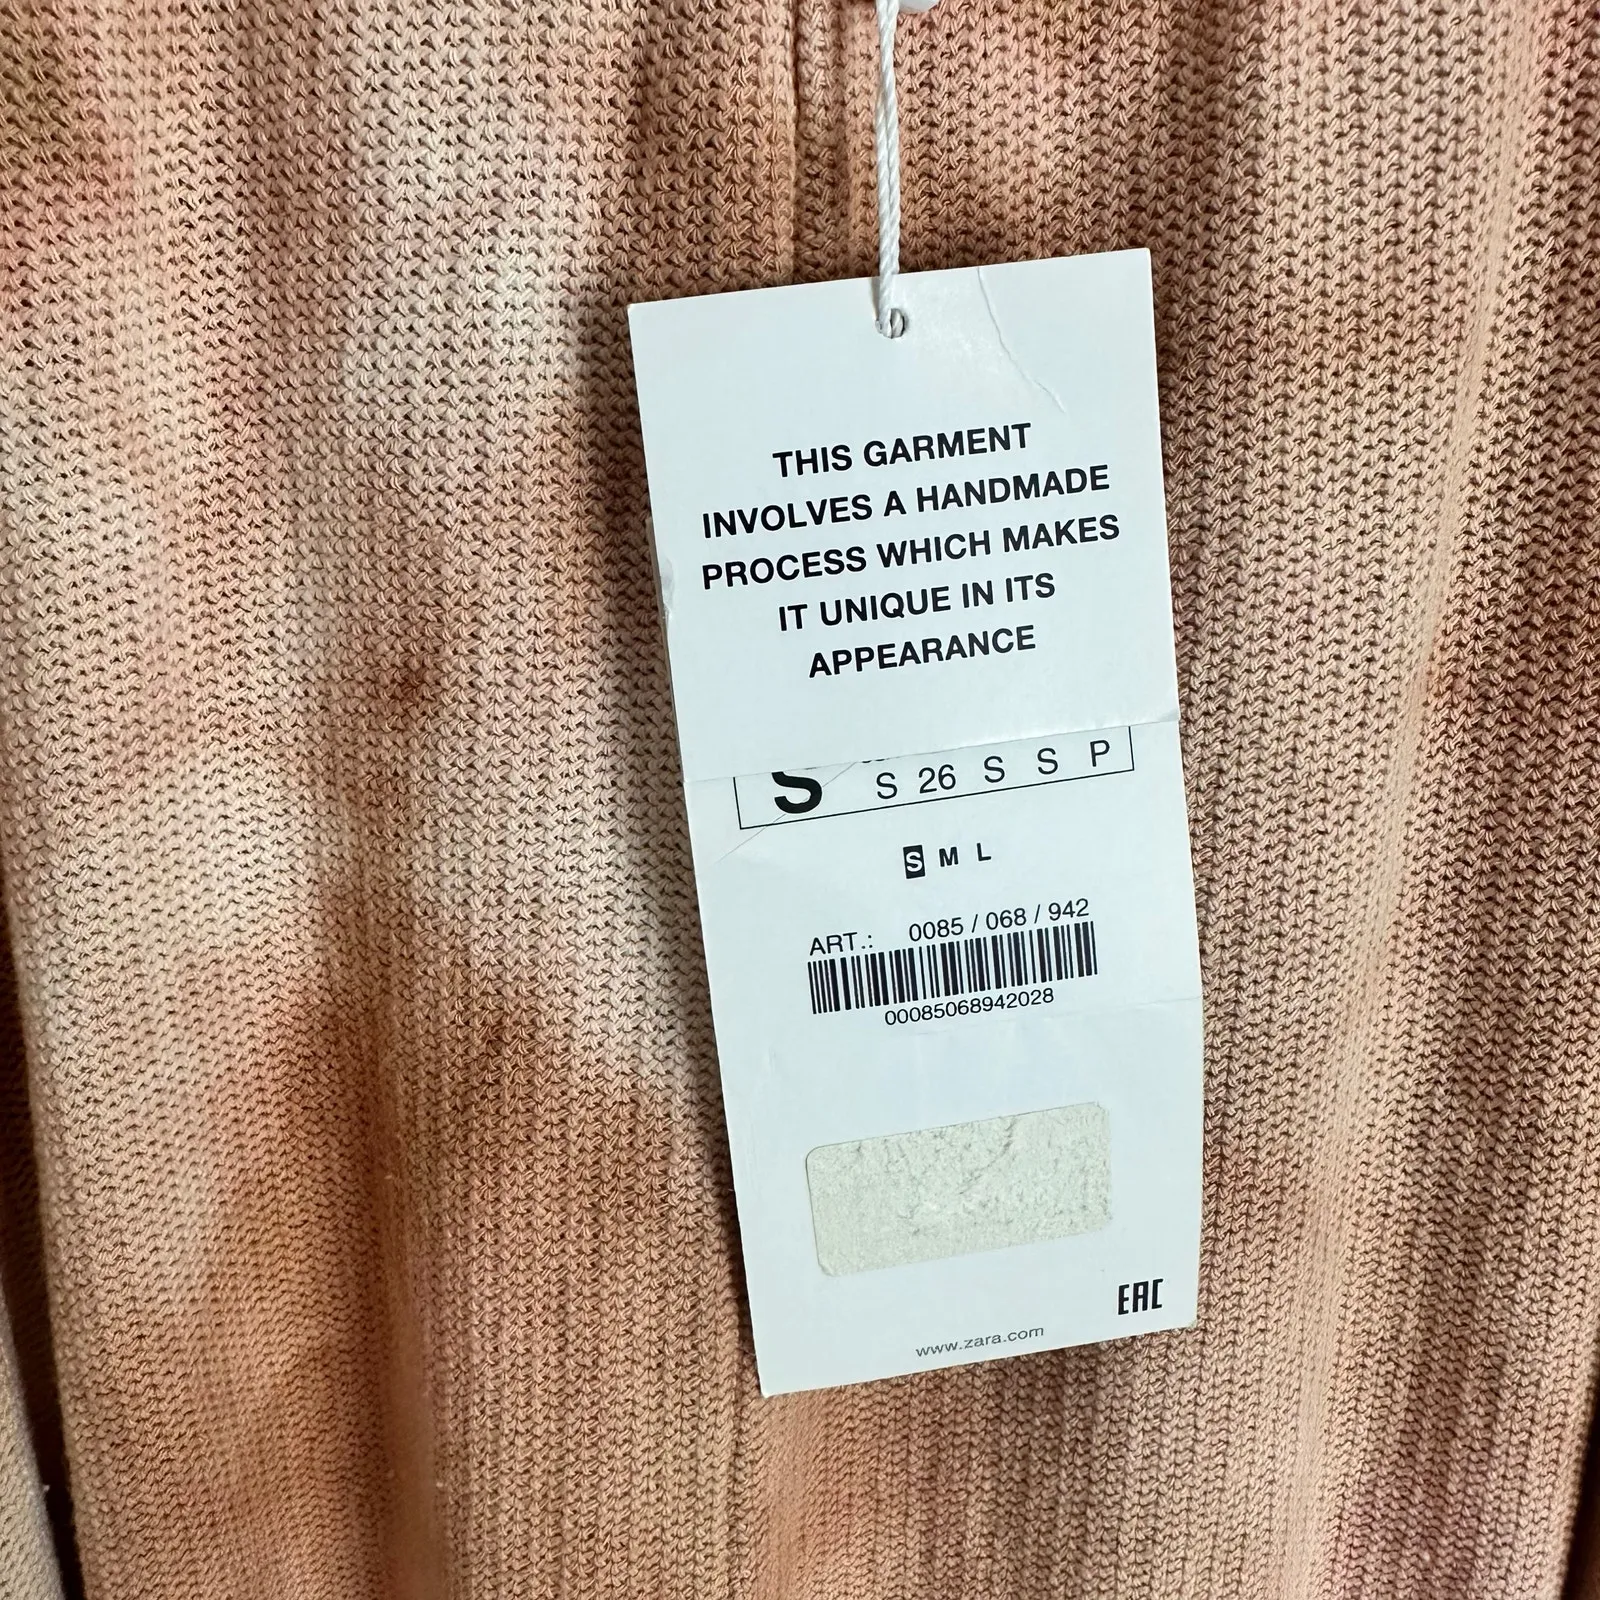 THIS GARMENT
INVOLVES A HANDMADE
PROCESS WHICH MAKES
IT UNIQUE IN ITS
APPEARANCE
S S 26 S S P
S M L
ART.: 0085 / 068 / 942
00085068942028
EAC
www.zara.com